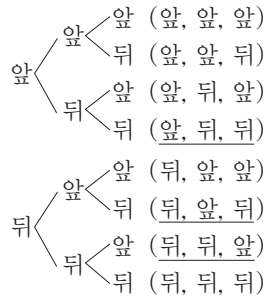 앞 (앞, 앞, 앞)
앞
뒤 (앞, 앞, 뒤)
앞
앞 (앞, 뒤, 앞)
뒤
뒤 (앞, 뒤, 뒤)
앞 (뒤, 앞, 앞)
앞
뒤 (뒤, 앞, 뒤)
뒤
앞 (뒤, 뒤, 앞)
뒤
뒤 (뒤, 뒤, 뒤)